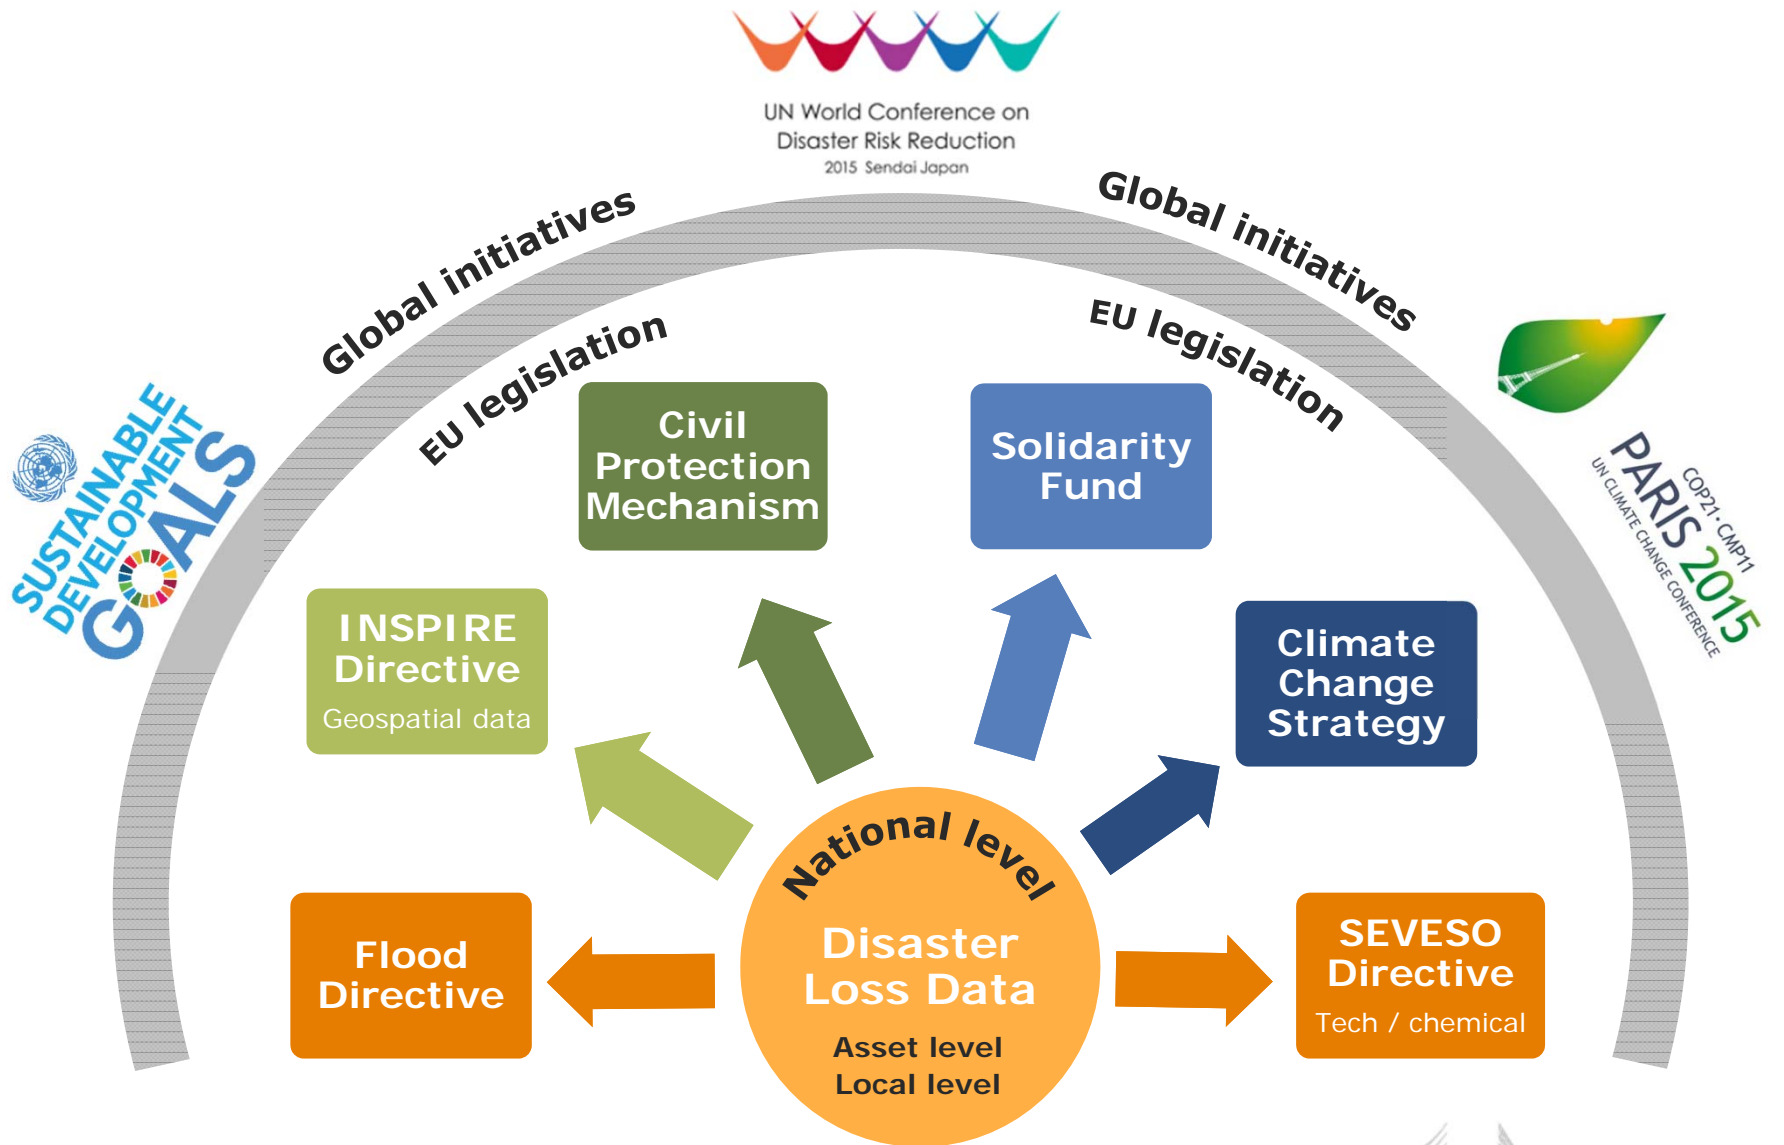 UN World Conference on
Disaster Risk Reduction
2015 Sendai Japan
Global initiatives
Global initiatives
EU legislation
EU legislation
SUSTAINABLE
DEVELOPMENT
GOALS
COP21·CMP11
PARIS 2015
UN CLIMATE CHANGE CONFERENCE
Civil
Protection
Mechanism
Solidarity
Fund
INSPIRE
Directive
Geospatial data
Climate
Change
Strategy
Flood
Directive
National level
Disaster
Loss Data
Asset level
Local level
SEVESO
Directive
Tech / chemical